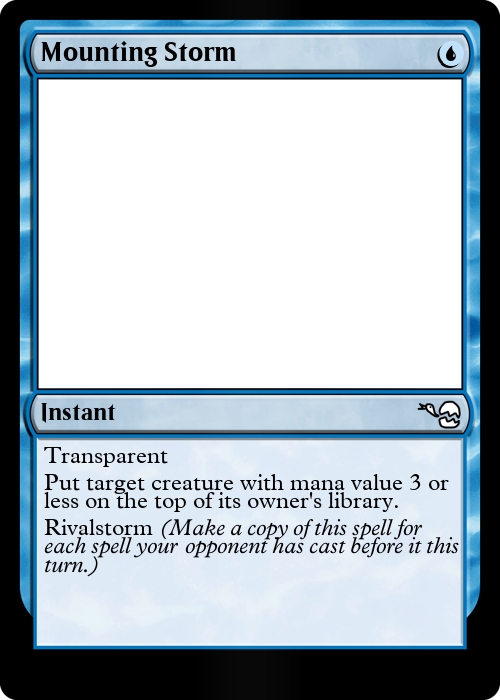 Mounting Storm
Instant
Transparent
Put target creature with mana value 3 or
less on the top of its owner's library.
Rivalstorm (Make a copy of this spell for
each spell your opponent has cast before it this
turn.)